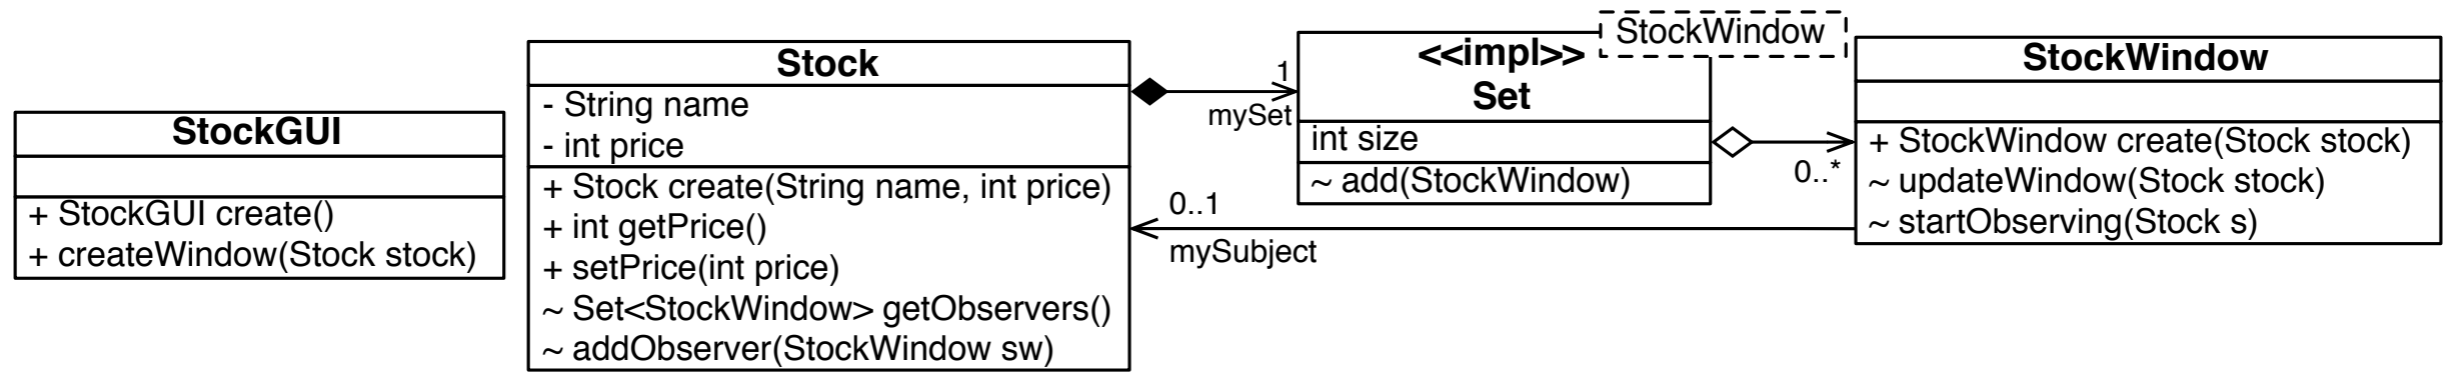 StockGUI
+ StockGUI create()
+ createWindow(Stock stock)
Stock
- String name
- int price
+ Stock create(String name, int price)
+ int getPrice()
+ setPrice(int price)
~ Set<StockWindow> getObservers()
~ addObserver(StockWindow sw)
1
mySet
0..1
mySubject
StockWindow
<<impl>>
Set
int size
~ add(StockWindow)
0..*
StockWindow
+ StockWindow create(Stock stock)
~ updateWindow(Stock stock)
~ startObserving(Stock s)